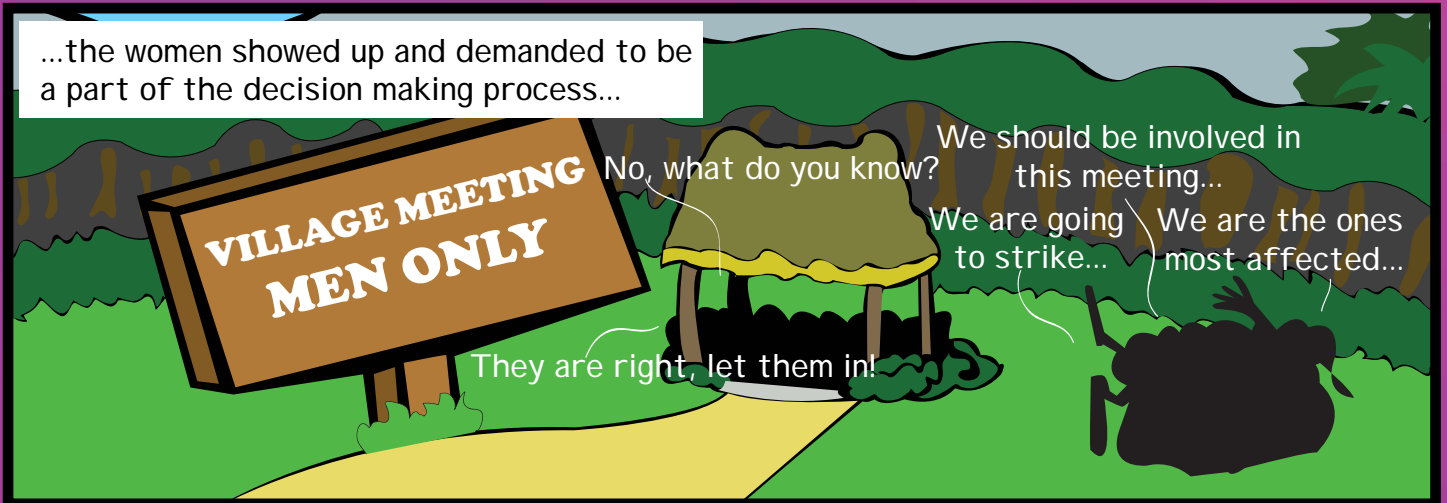 ...the women showed up and demanded to be
a part of the decision making process...
VILLAGE MEETING
MEN ONLY
No, what do you know?
They are right, let them in!
We should be involved in
this meeting...
We are going
to strike...
We are the ones
most affected...